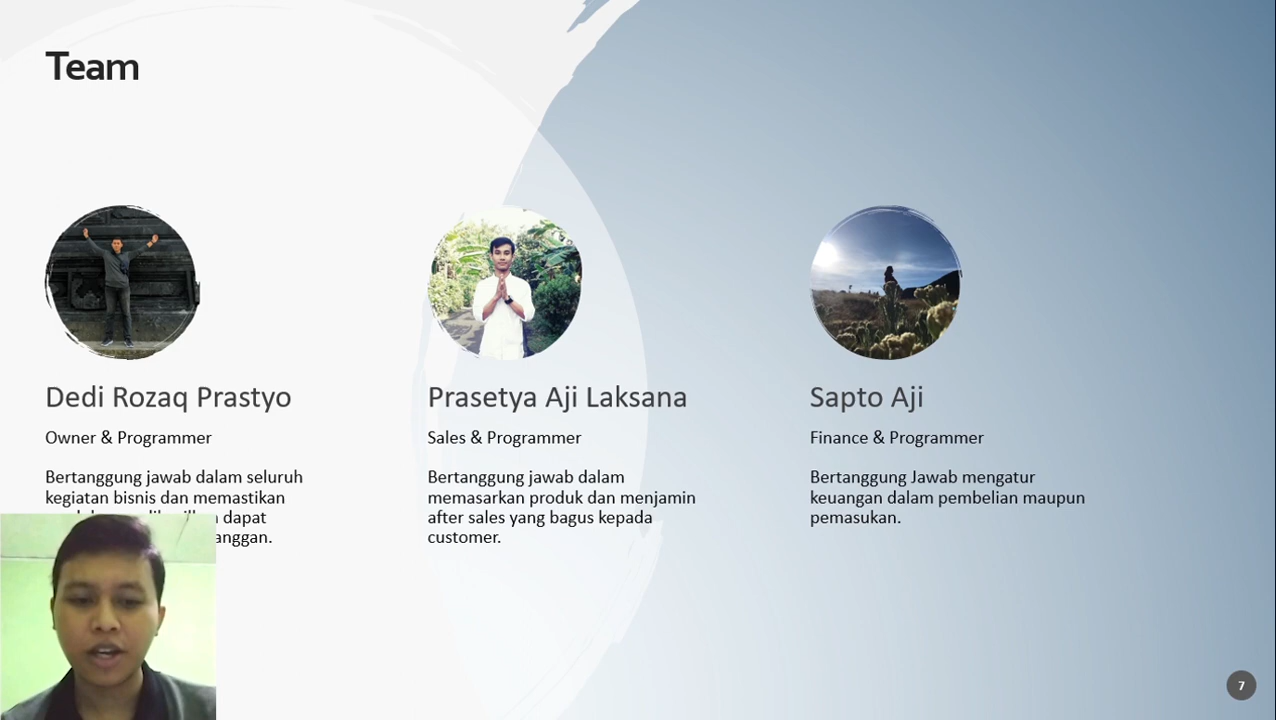 Team
Dedi Rozaq Prastyo
Owner & Programmer
Bertanggung jawab dalam seluruh
kegiatan bisnis dan memastikan
dapat
Prasetya Aji Laksana
Sales & Programmer
Bertanggung jawab dalam
memasarkan produk dan menjamin
after sales yang bagus kepada
customer.
Sapto Aji
Finance & Programmer
Bertanggung Jawab mengatur
keuangan dalam pembelian maupun
pemasukan.
7